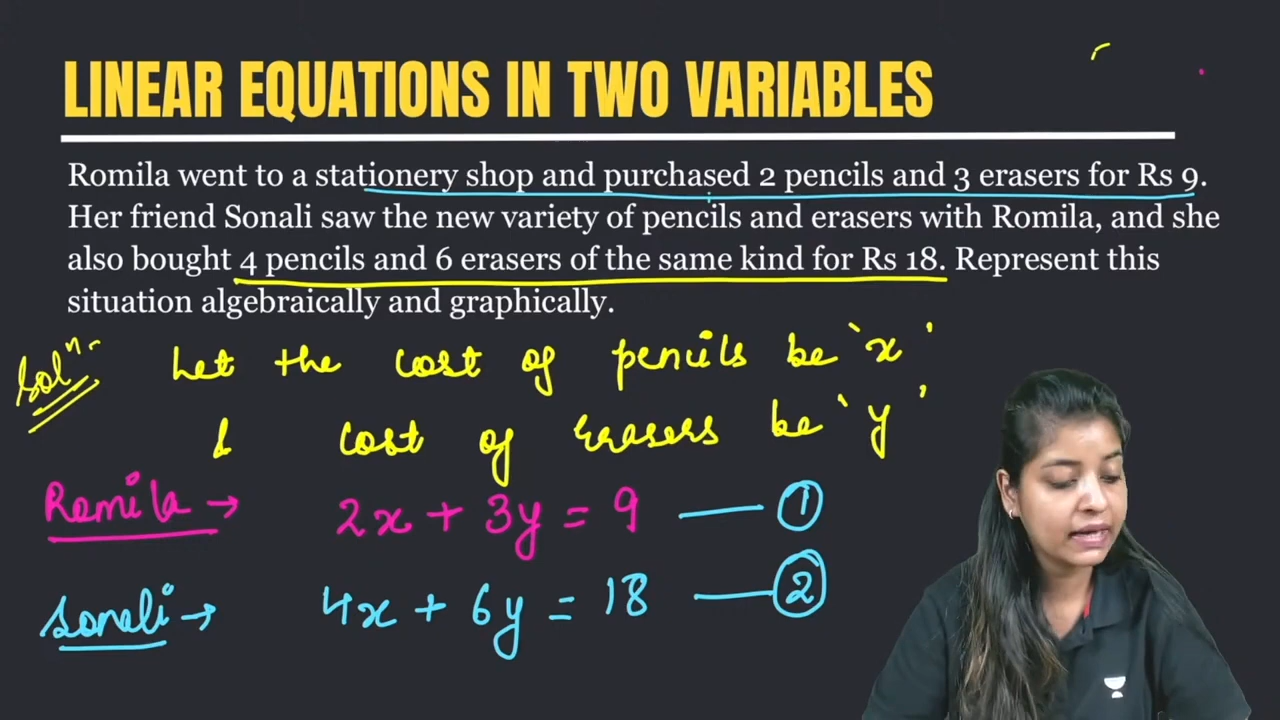 LINEAR EQUATIONS IN TWO VARIABLES
Romila went to a stationery shop and purchased 2 pencils and 3 erasers for Rs 9.
Her friend Sonali saw the new variety of pencils and erasers with Romila, and she
also bought 4 pencils and 6 erasers of the same kind for Rs 18. Represent this
situation algebraically and graphically.
Solⁿ- Let the cost of pencils be 'x'
& cost of erasers be 'y'
Romila → 2x + 3y = 9 — ①
Sonali → 4x + 6y = 18 — ②